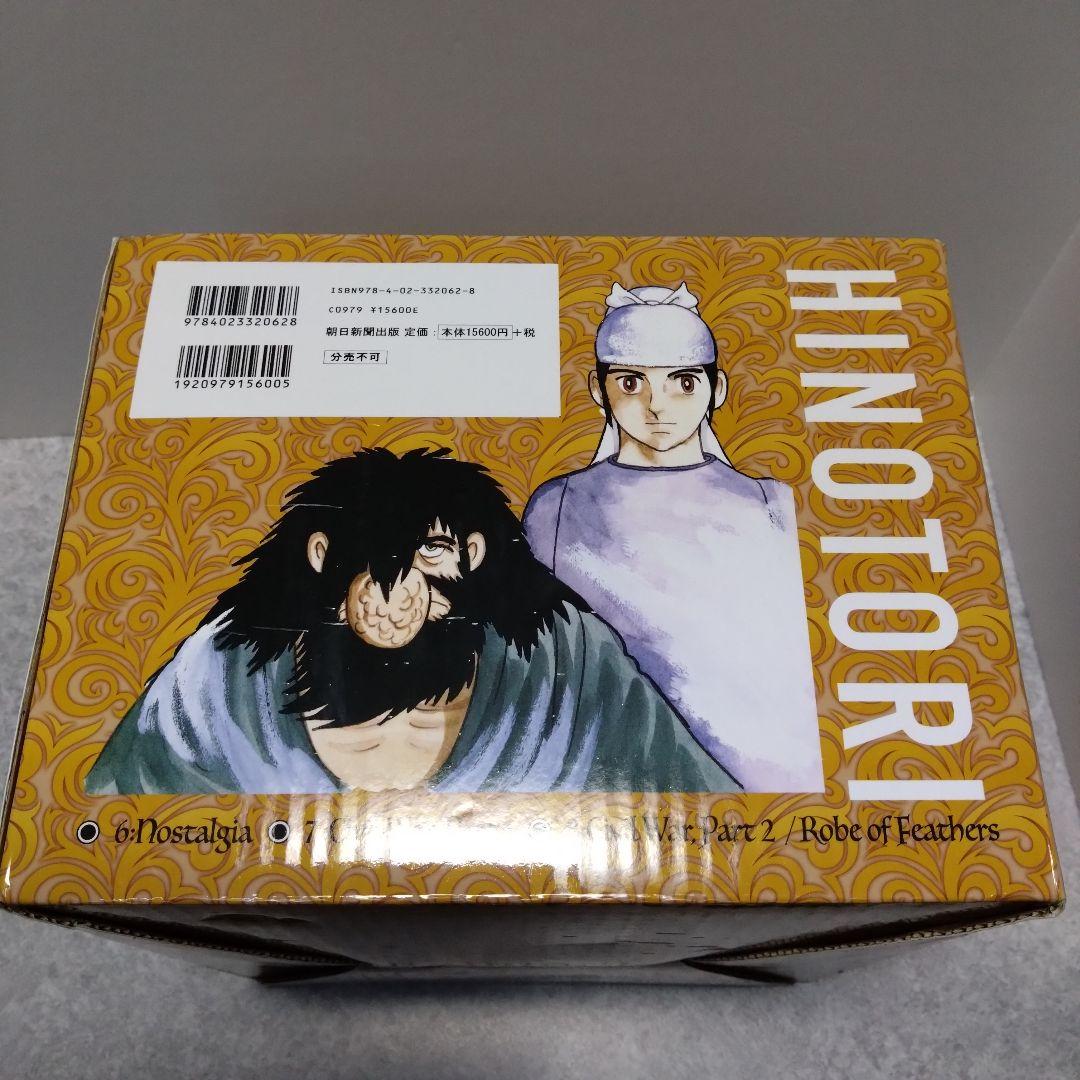 ISBN978-4-02-332062-8
C0979 ¥15600E
朝日新聞出版 定価：本体15600円+税
分売不可
9784023320628
1920979156005
HINOTORI
6:Nostalgia 7 War, Part 2 / Robe of Feathers